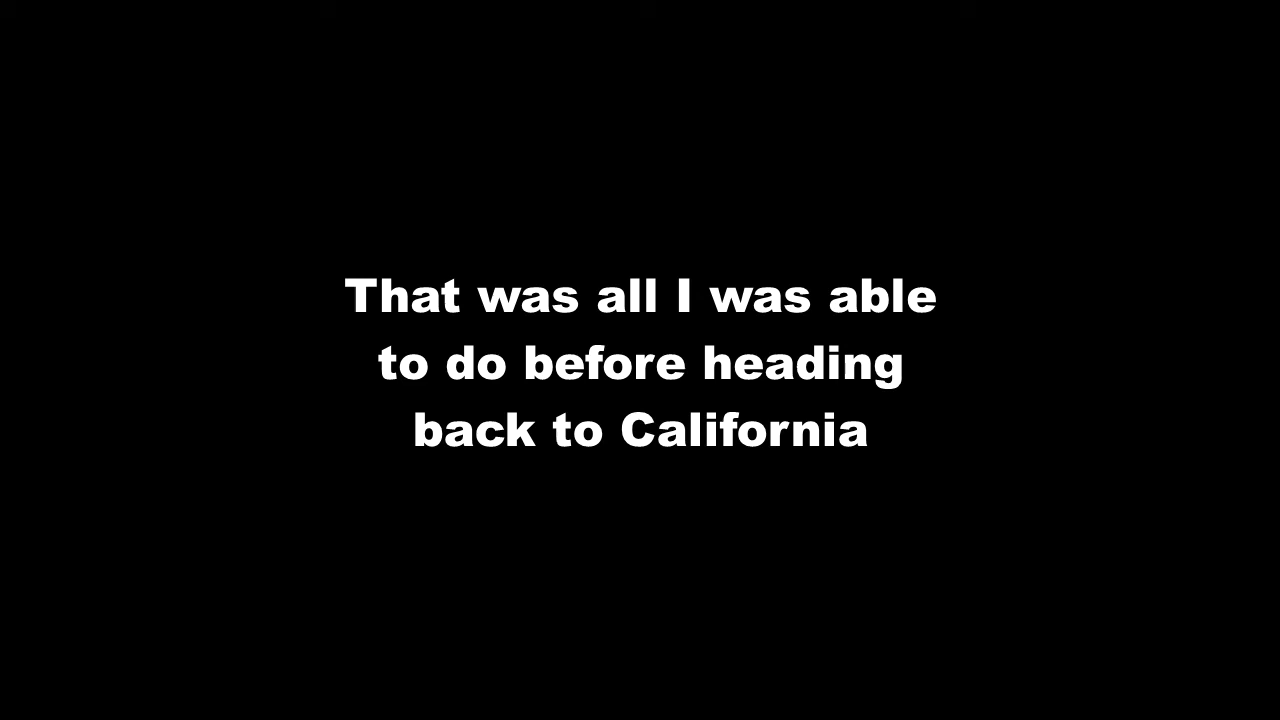 That was all I was able
to do before heading
back to California